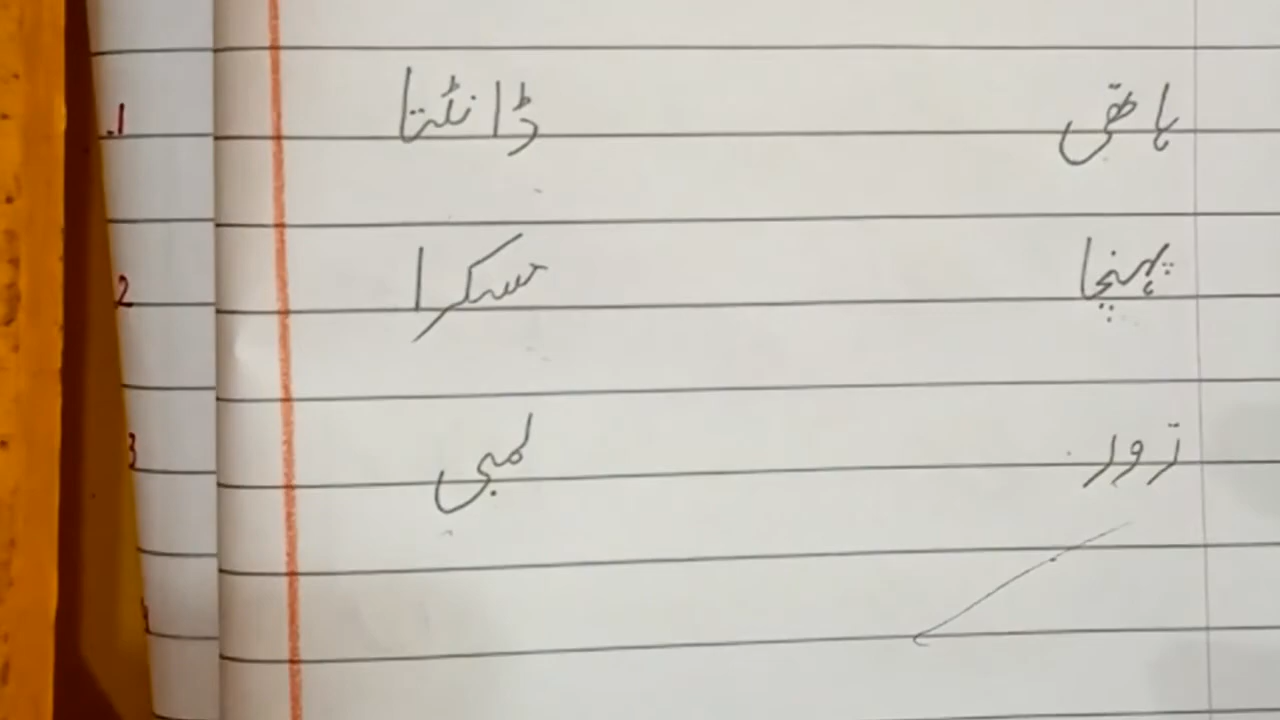 ہاتھی ڈانٹتا
پہنچا مسکرا
زور لمبی
.1
2
3